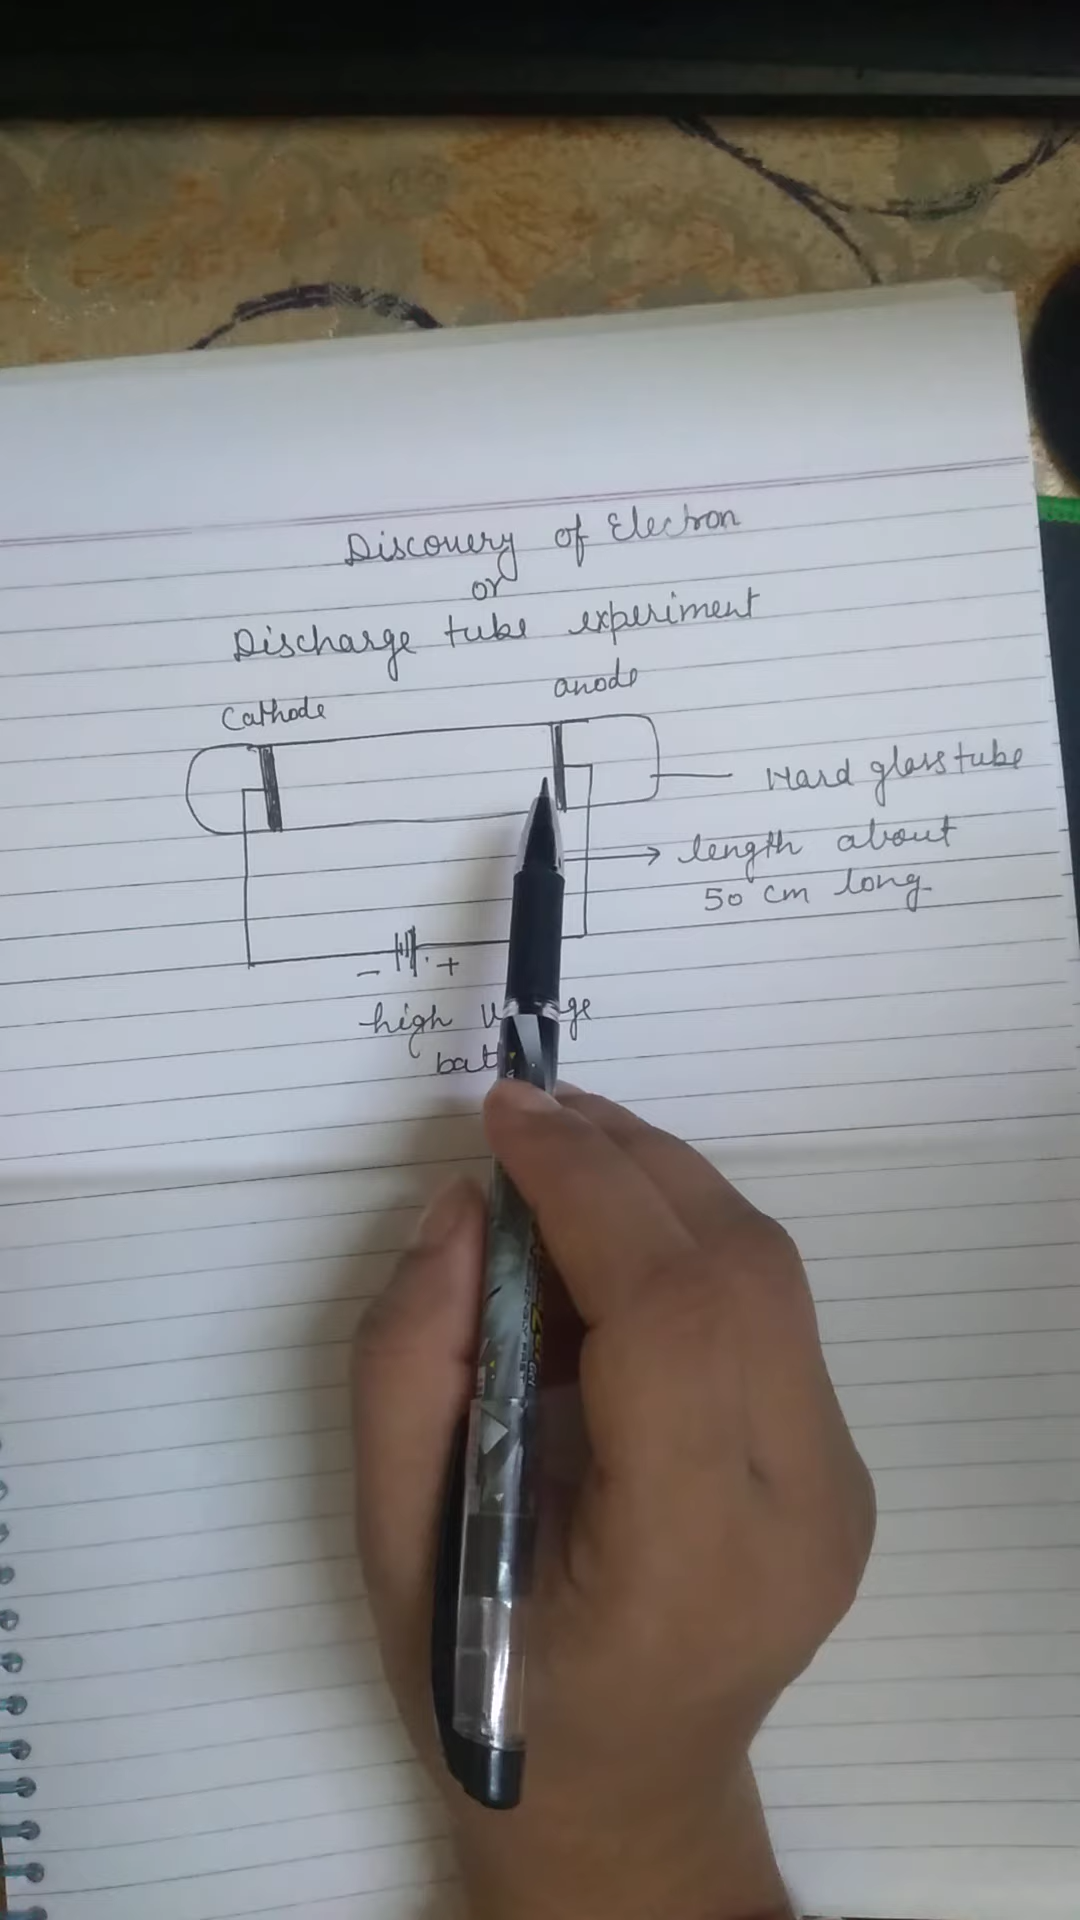 Discovery of Electron
or
Discharge tube experiment
Cathode
anode
Hard glass tube
length about
50 cm long
- +
high